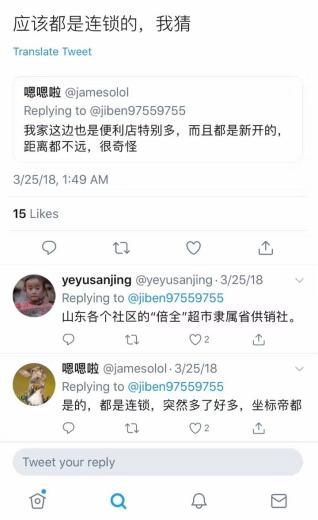 应该都是连锁的，我猜
Translate Tweet
嗯嗯啦 @jamesolol
Replying to @jiben97559755
我家这边也是便利店特别多，而且都是新开的，
距离都不远，很奇怪
3/25/18, 1:49 AM
15 Likes
yeyusanjing @yeyusanjing · 3/25/18
Replying to @jiben97559755
山东各个社区的“倍全”超市隶属省供销社。
2
嗯嗯啦 @jamesolol · 3/25/18
Replying to @jiben97559755
是的，都是连锁，突然多了好多，坐标帝都
2
Tweet your reply